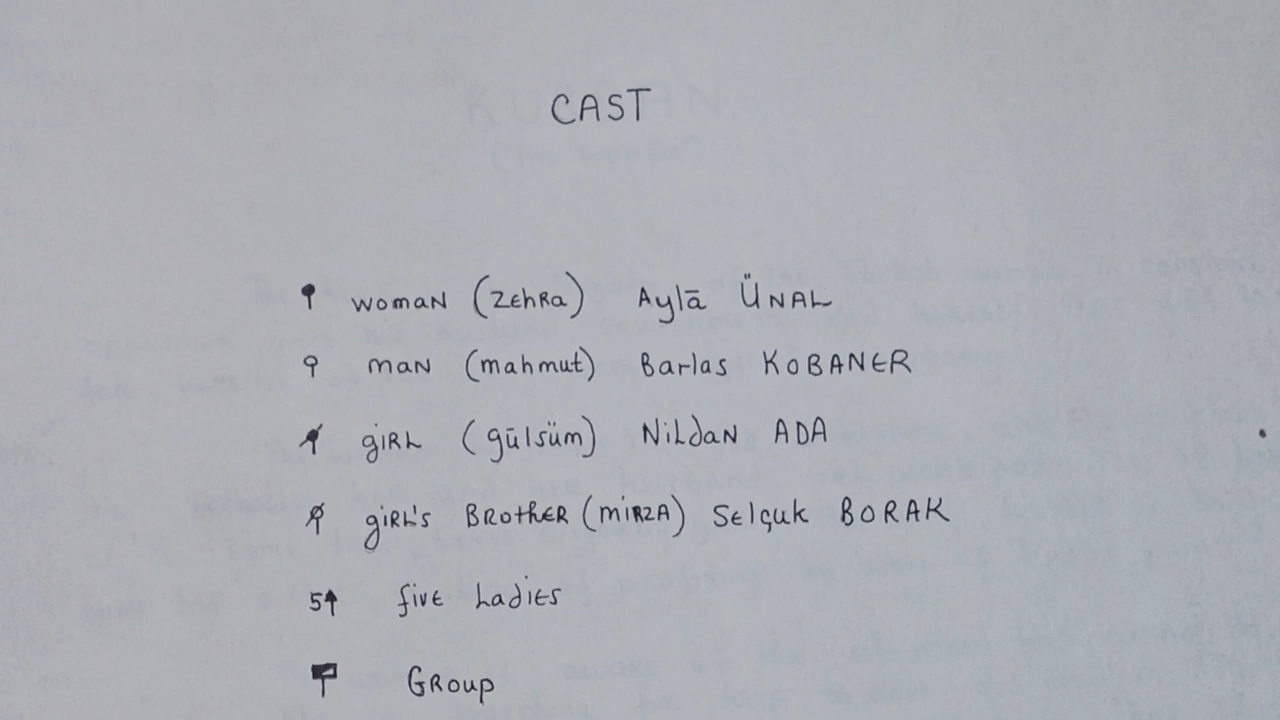 CAST
woman (Zehra) Aylā ÜNAL
man (mahmut) Barlas KOBANER
girl (gülsüm) Nildan ADA
girl's Brother (mirza) Selçuk BORAK
5 five Ladies
Group